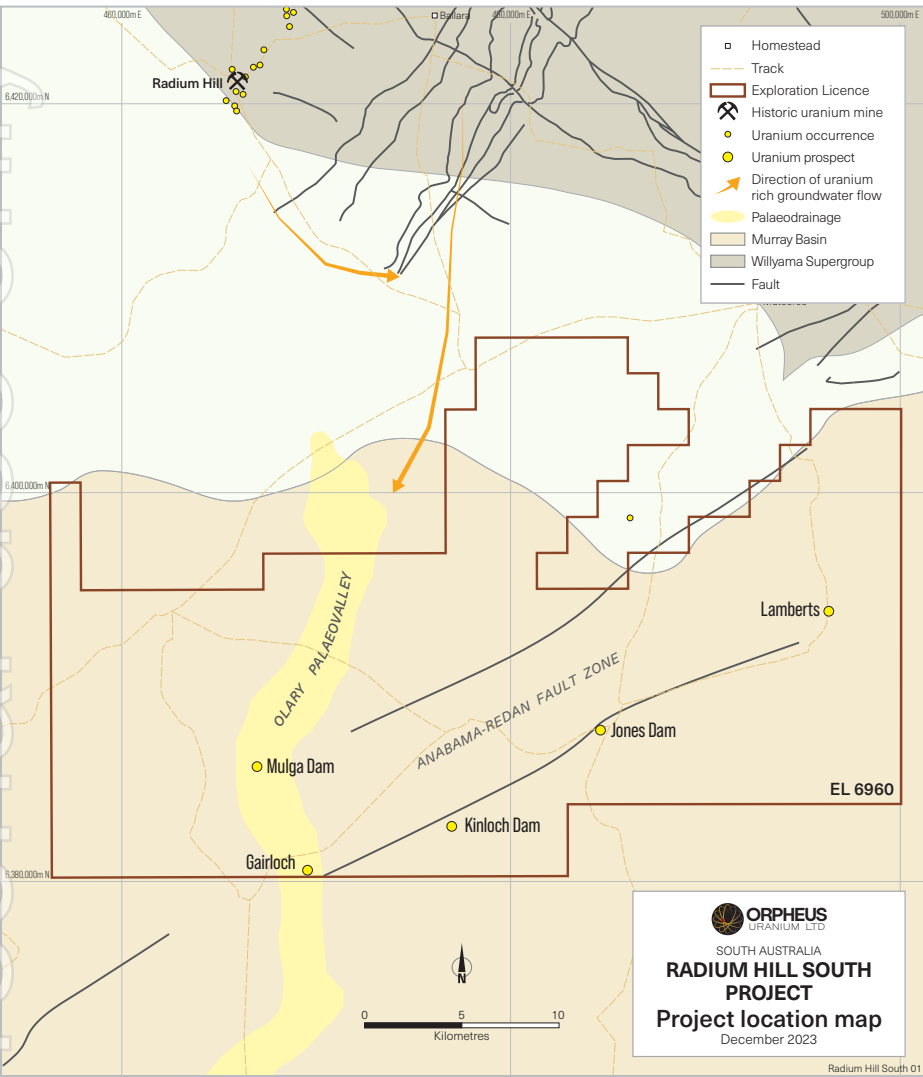 460,000m E
Ballara
480,000m E
500,000m E
Homestead
Track
Exploration Licence
Historic uranium mine
Uranium occurrence
Uranium prospect
Direction of uranium
rich groundwater flow
Palaeodrainage
Murray Basin
Willyama Supergroup
Fault
Radium Hill
6,420,000m N
6,400,000m N
OLARY PALAEOVALLEY
Lamberts
ANABAMA-REDAN FAULT ZONE
Jones Dam
Mulga Dam
EL 6960
Kinloch Dam
Gairloch
6,380,000m N
ORPHEUS
URANIUM LTD
SOUTH AUSTRALIA
RADIUM HILL SOUTH
PROJECT
Project location map
December 2023
N
0 5 10
Kilometres
Radium Hill South 01